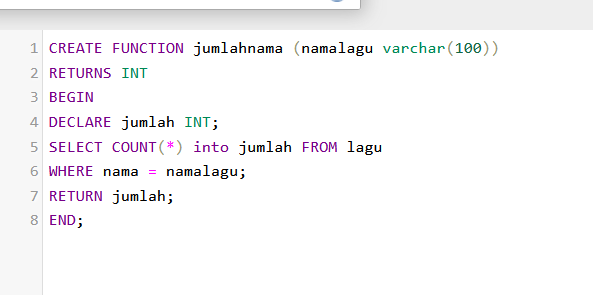 1 CREATE FUNCTION jumlahnama (namalagu varchar(100))
2 RETURNS INT
3 BEGIN
4 DECLARE jumlah INT;
5 SELECT COUNT(*) into jumlah FROM lagu
6 WHERE nama = namalagu;
7 RETURN jumlah;
8 END;